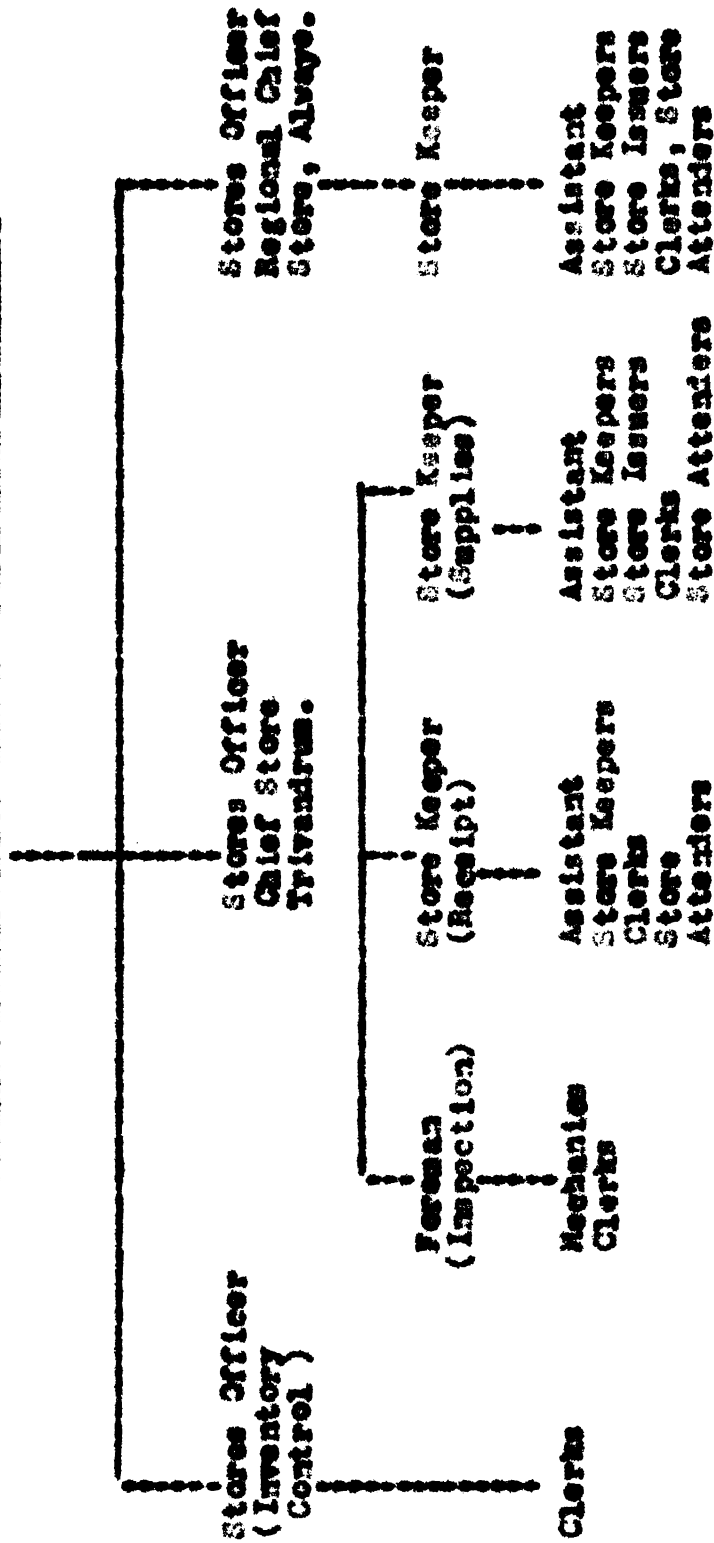 Stores Officer
(Inventory
Control)
Stores Officer
Chief Store
Trivandrum.
Stores Officer
Regional Chief
Store, Alwaye.
Foreman
(Inspection)
Store Keeper
(Receipt)
Store Keeper
(Supplies)
Store Keeper
Clerks
Mechanics
Clerks
Assistant
Store Keepers
Clerks
Store
Attenders
Assistant
Store Keepers
Store Issuers
Clerks
Store Attenders
Assistant
Store Keepers
Store Issuers
Clerks, Store
Attenders